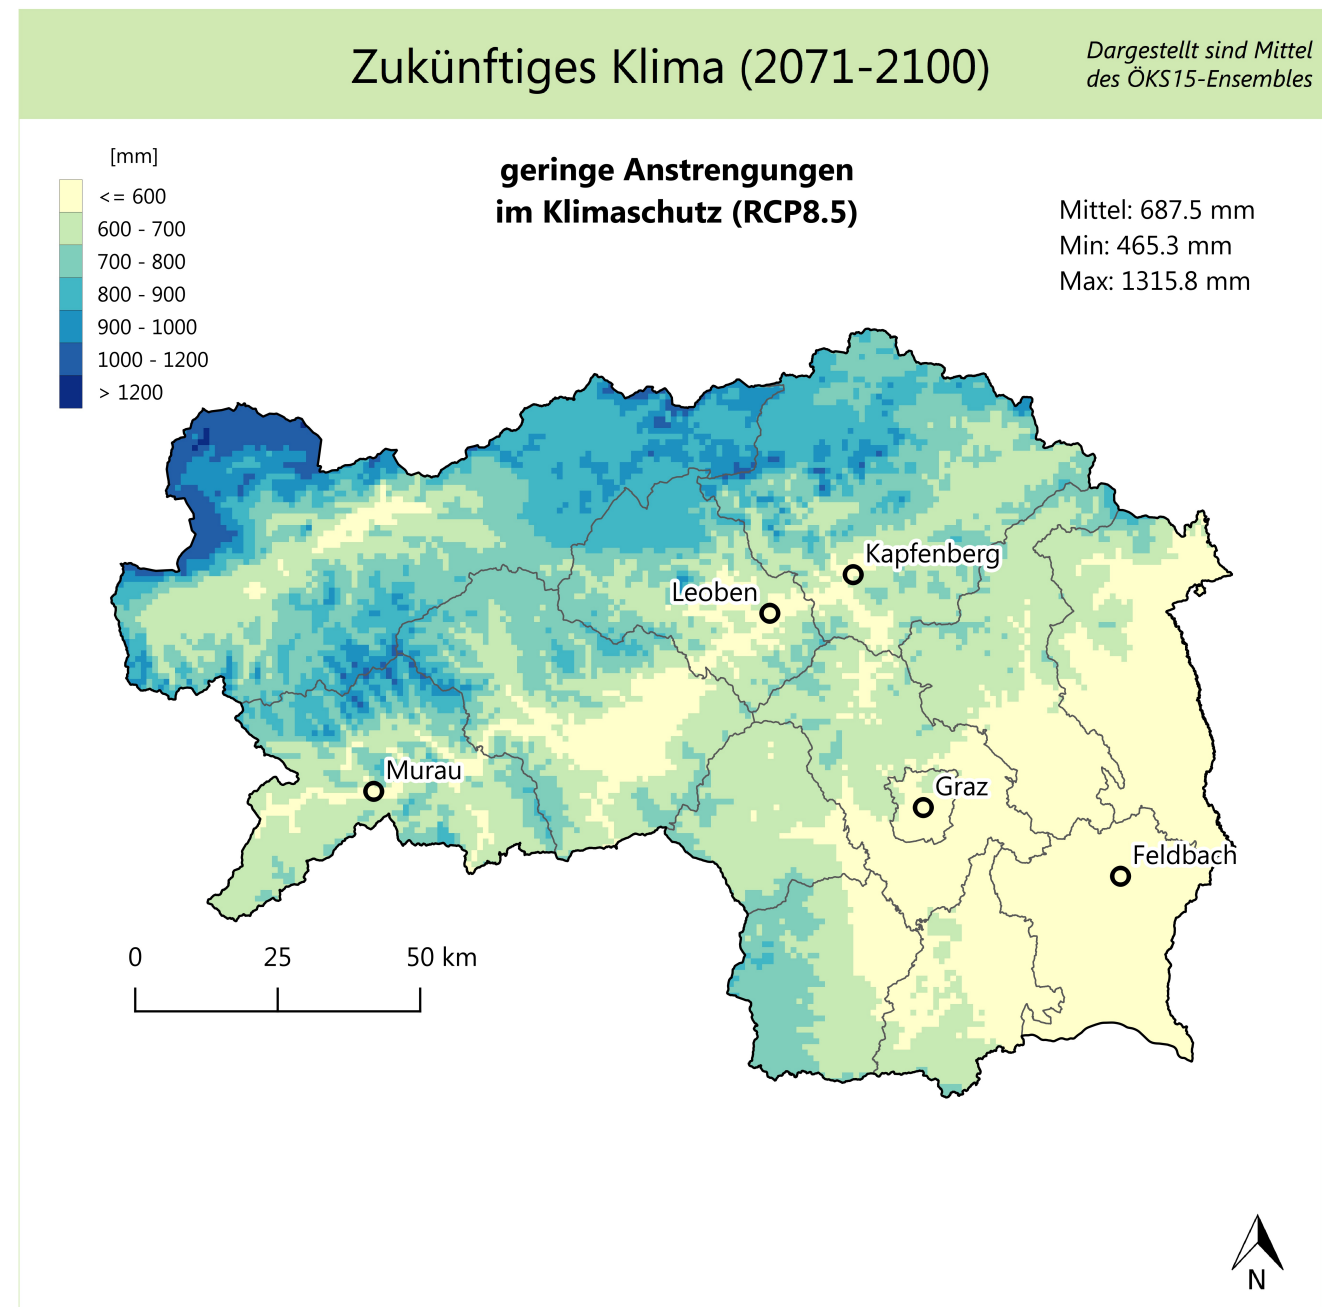 Zukünftiges Klima (2071-2100)
Dargestellt sind Mittel
des ÖKS15-Ensembles
[mm]
<= 600
600 - 700
700 - 800
800 - 900
900 - 1000
1000 - 1200
> 1200
geringe Anstrengungen
im Klimaschutz (RCP8.5)
Mittel: 687.5 mm
Min: 465.3 mm
Max: 1315.8 mm
Kapfenberg
Leoben
Murau
Graz
Feldbach
0 25 50 km
N